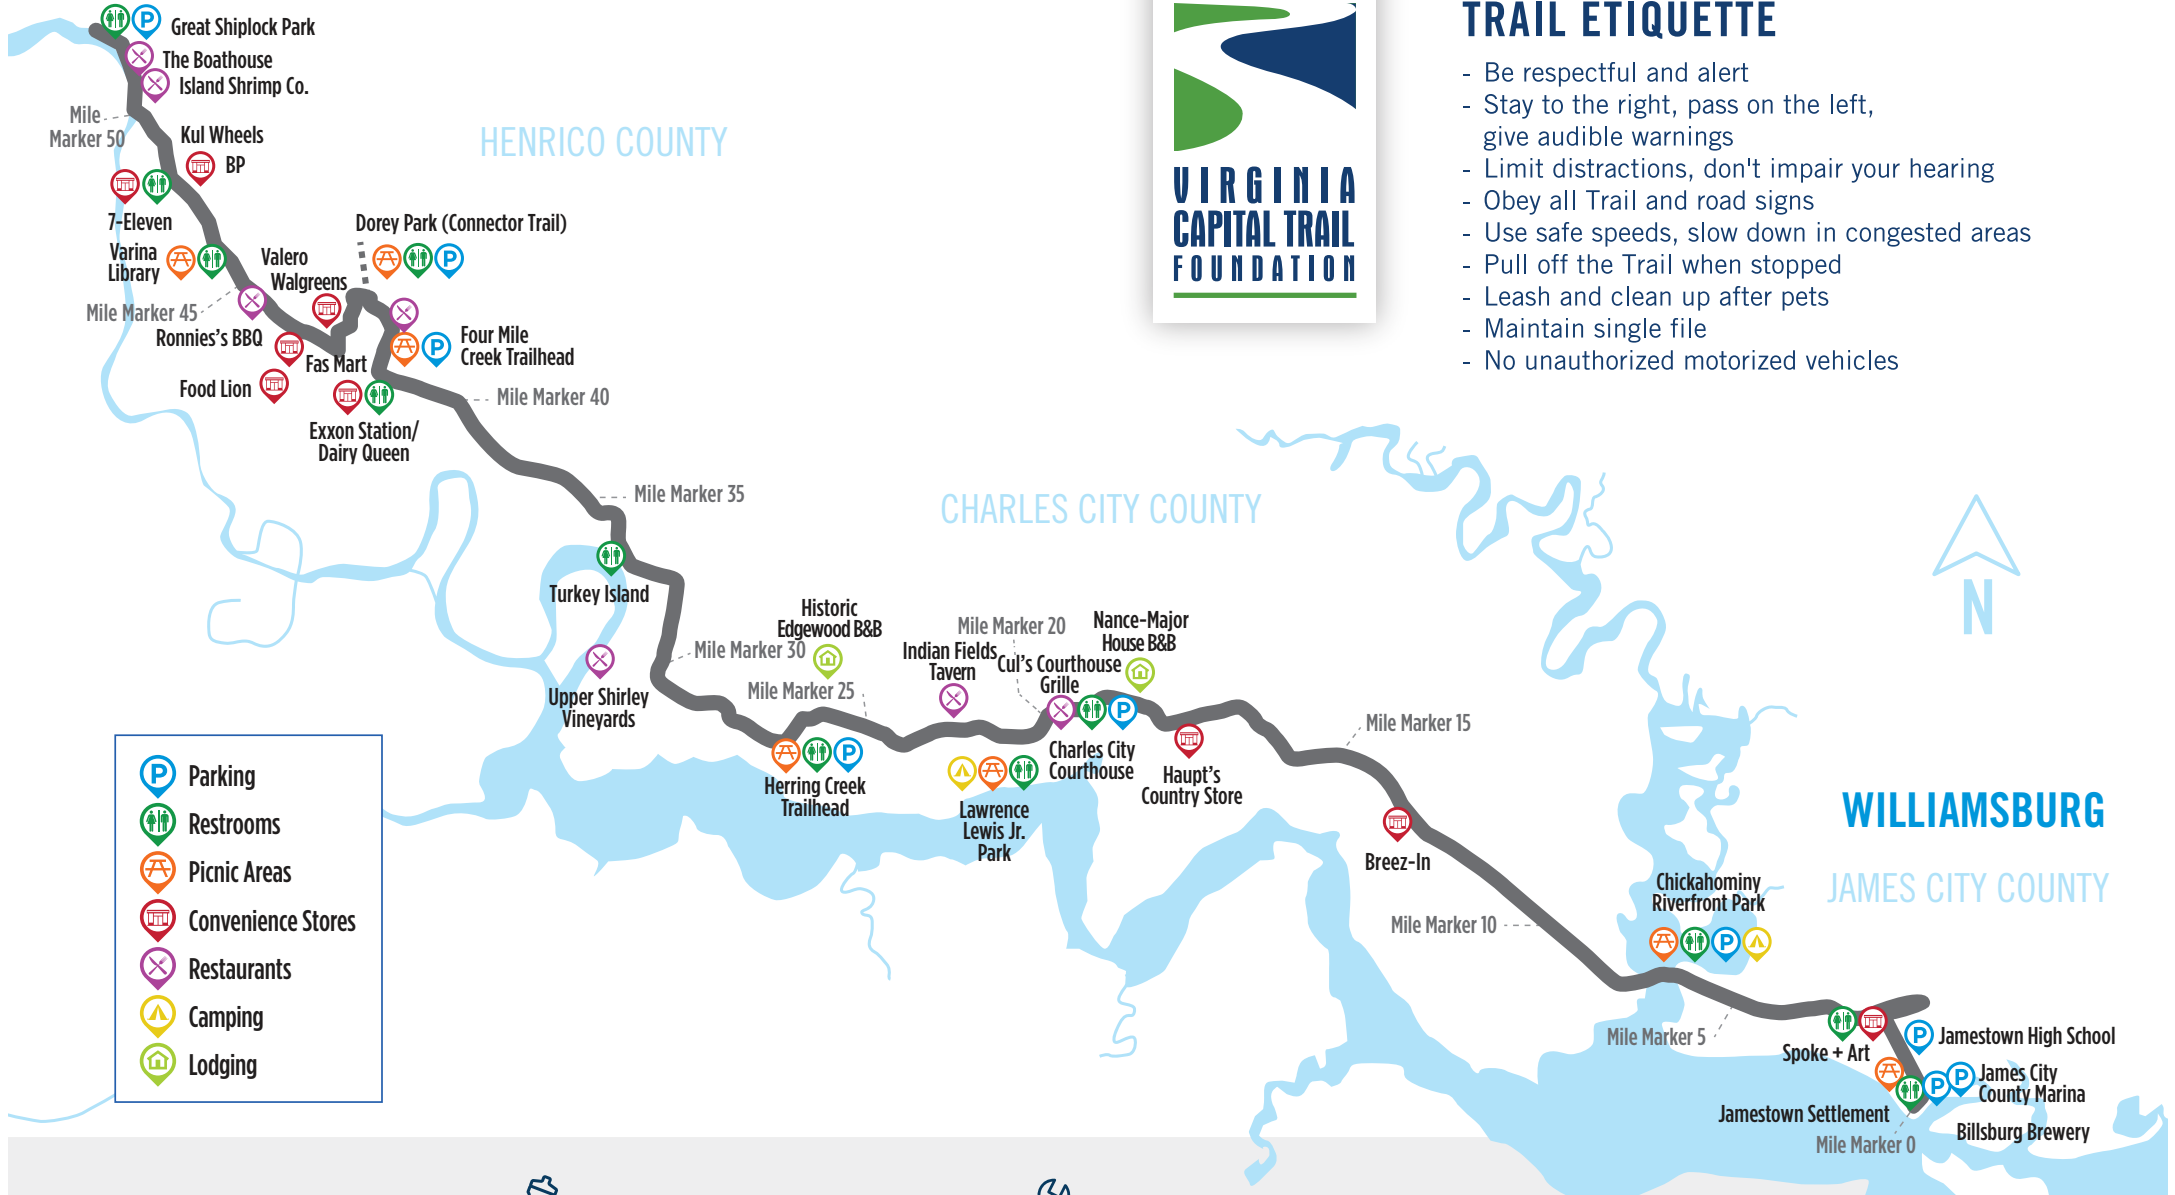 Great Shiplock Park
The Boathouse
Island Shrimp Co.
Mile
Marker 50
Kul Wheels
BP
7-Eleven
Varina
Library
Mile Marker 45
Ronnies's BBQ
Valero
Walgreens
Dorey Park (Connector Trail)
Fas Mart
Food Lion
Four Mile
Creek Trailhead
Exxon Station/
Dairy Queen
Mile Marker 40
HENRICO COUNTY
VIRGINIA
CAPITAL TRAIL
FOUNDATION
TRAIL ETIQUETTE
- Be respectful and alert
- Stay to the right, pass on the left,
give audible warnings
- Limit distractions, don't impair your hearing
- Obey all Trail and road signs
- Use safe speeds, slow down in congested areas
- Pull off the Trail when stopped
- Leash and clean up after pets
- Maintain single file
- No unauthorized motorized vehicles
Mile Marker 35
CHARLES CITY COUNTY
N
Turkey Island
Upper Shirley
Vineyards
Mile Marker 30
Historic
Edgewood B&B
Mile Marker 25
Herring Creek
Trailhead
Indian Fields
Tavern
Mile Marker 20
Cul's Courthouse
Grille
Nance-Major
House B&B
Charles City
Courthouse
Lawrence
Lewis Jr.
Park
Haupt's
Country Store
Mile Marker 15
Breez-In
Mile Marker 10
WILLIAMSBURG
JAMES CITY COUNTY
Chickahominy
Riverfront Park
P
Parking
Restrooms
Picnic Areas
Convenience Stores
Restaurants
Camping
Lodging
Mile Marker 5
Spoke + Art
P Jamestown High School
P P James City
County Marina
Jamestown Settlement
Mile Marker 0
Billsburg Brewery